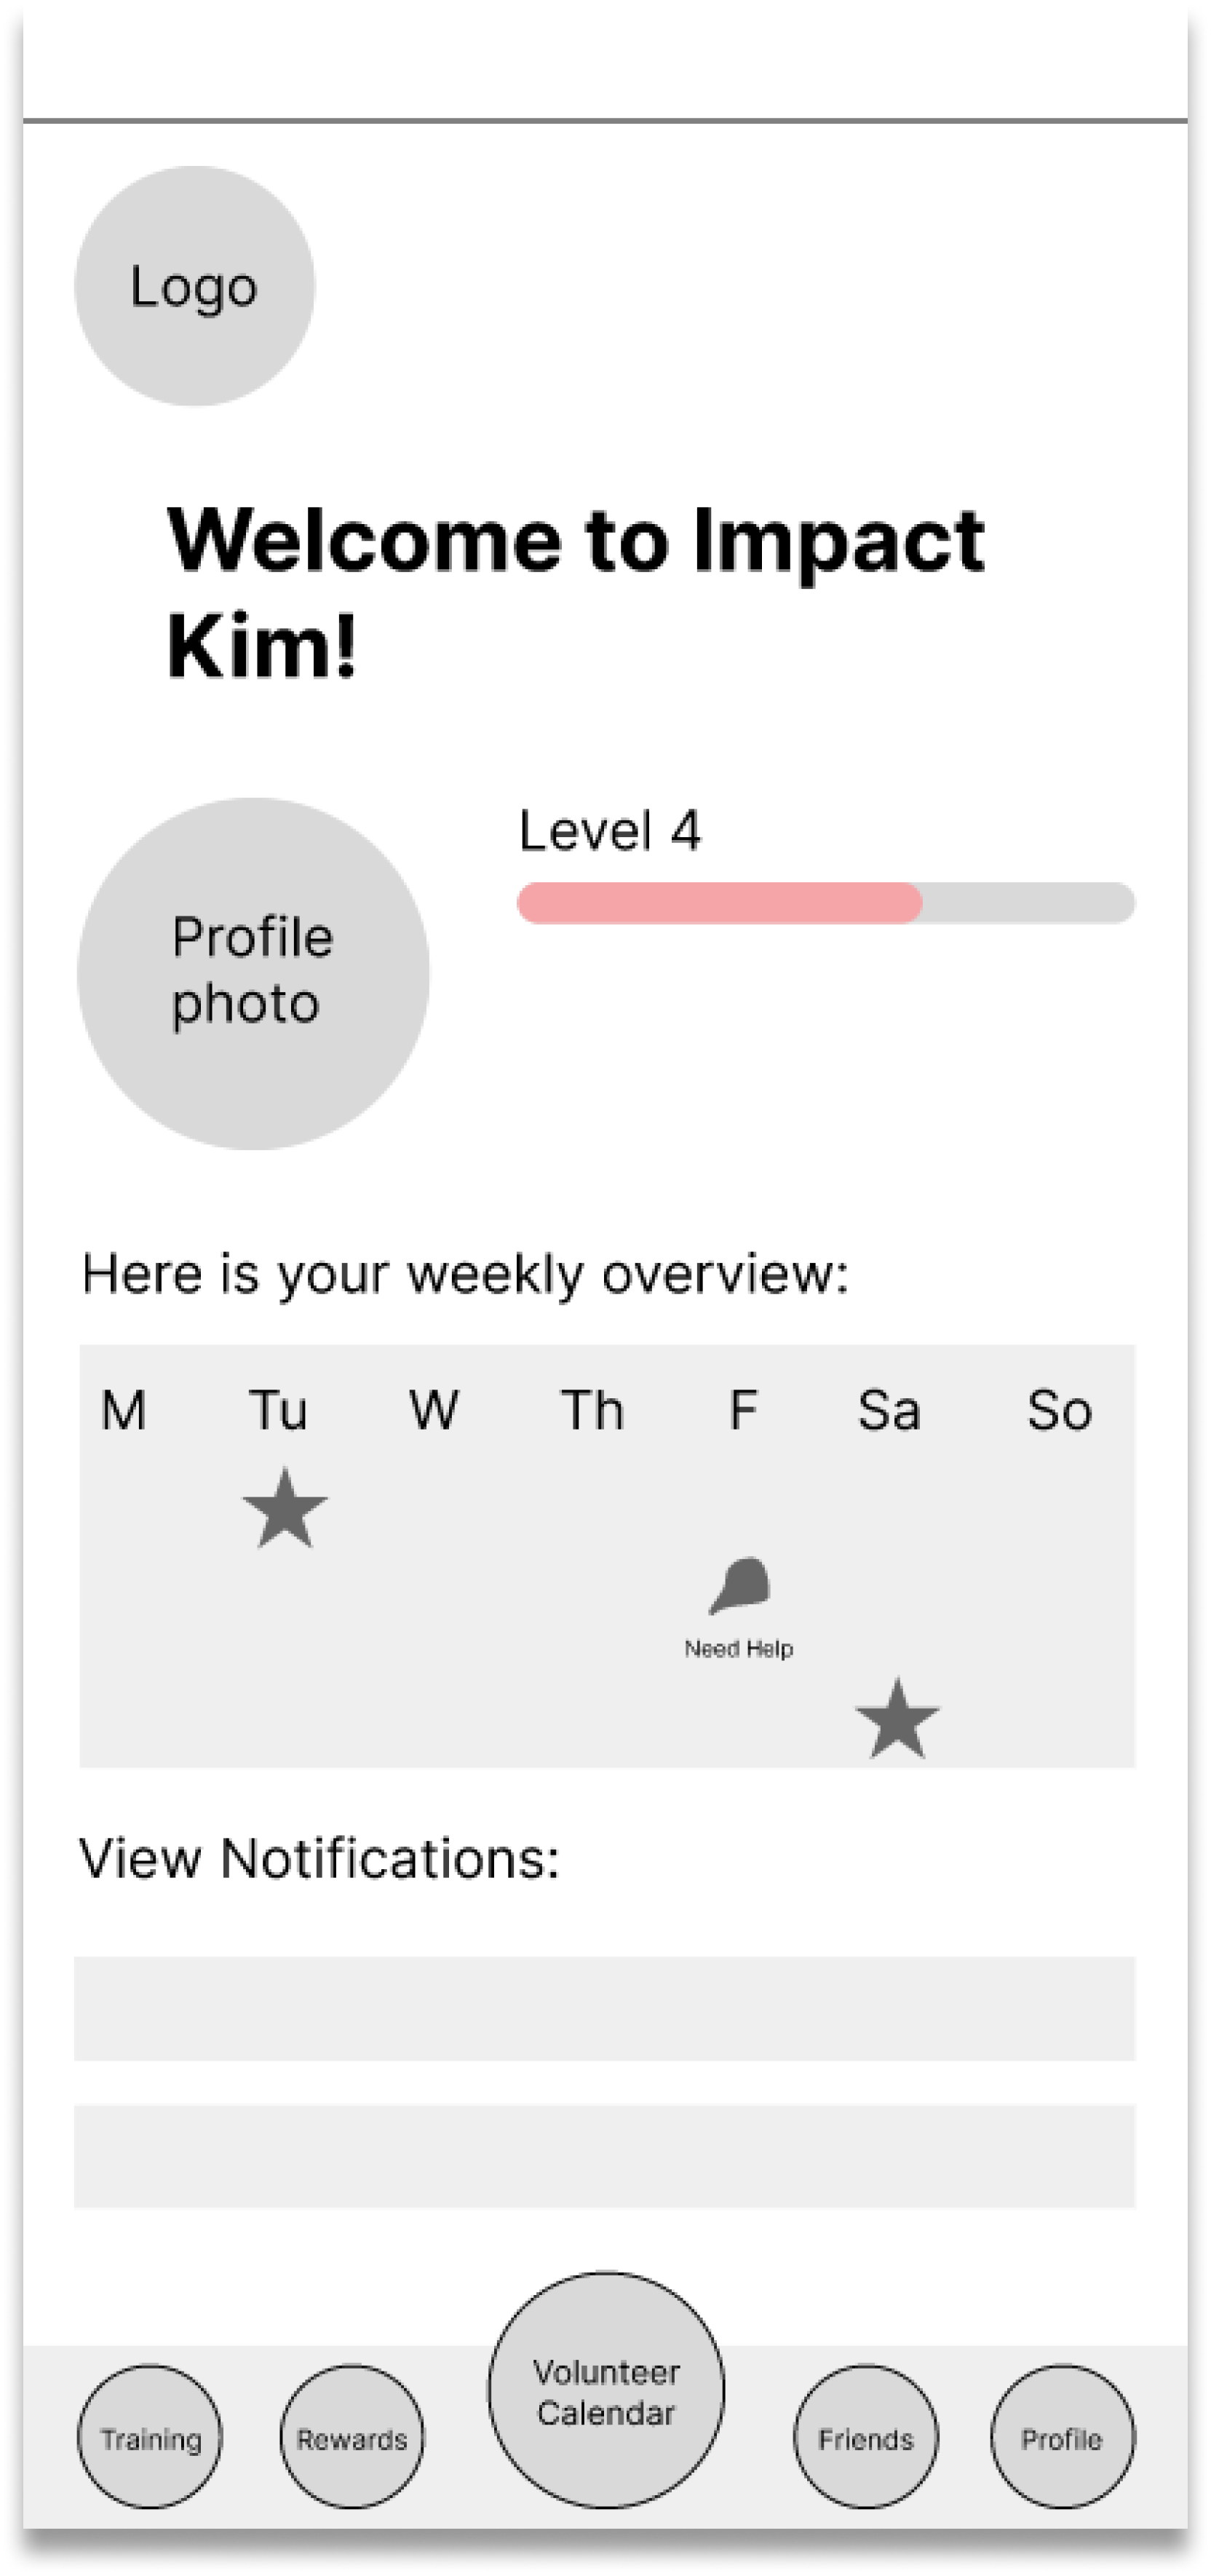 Logo
Welcome to Impact
Kim!
Level 4
Profile
photo
Here is your weekly overview:
M Tu W Th F Sa So
Need Help
View Notifications:
Volunteer
Calendar
Training Rewards Friends Profile